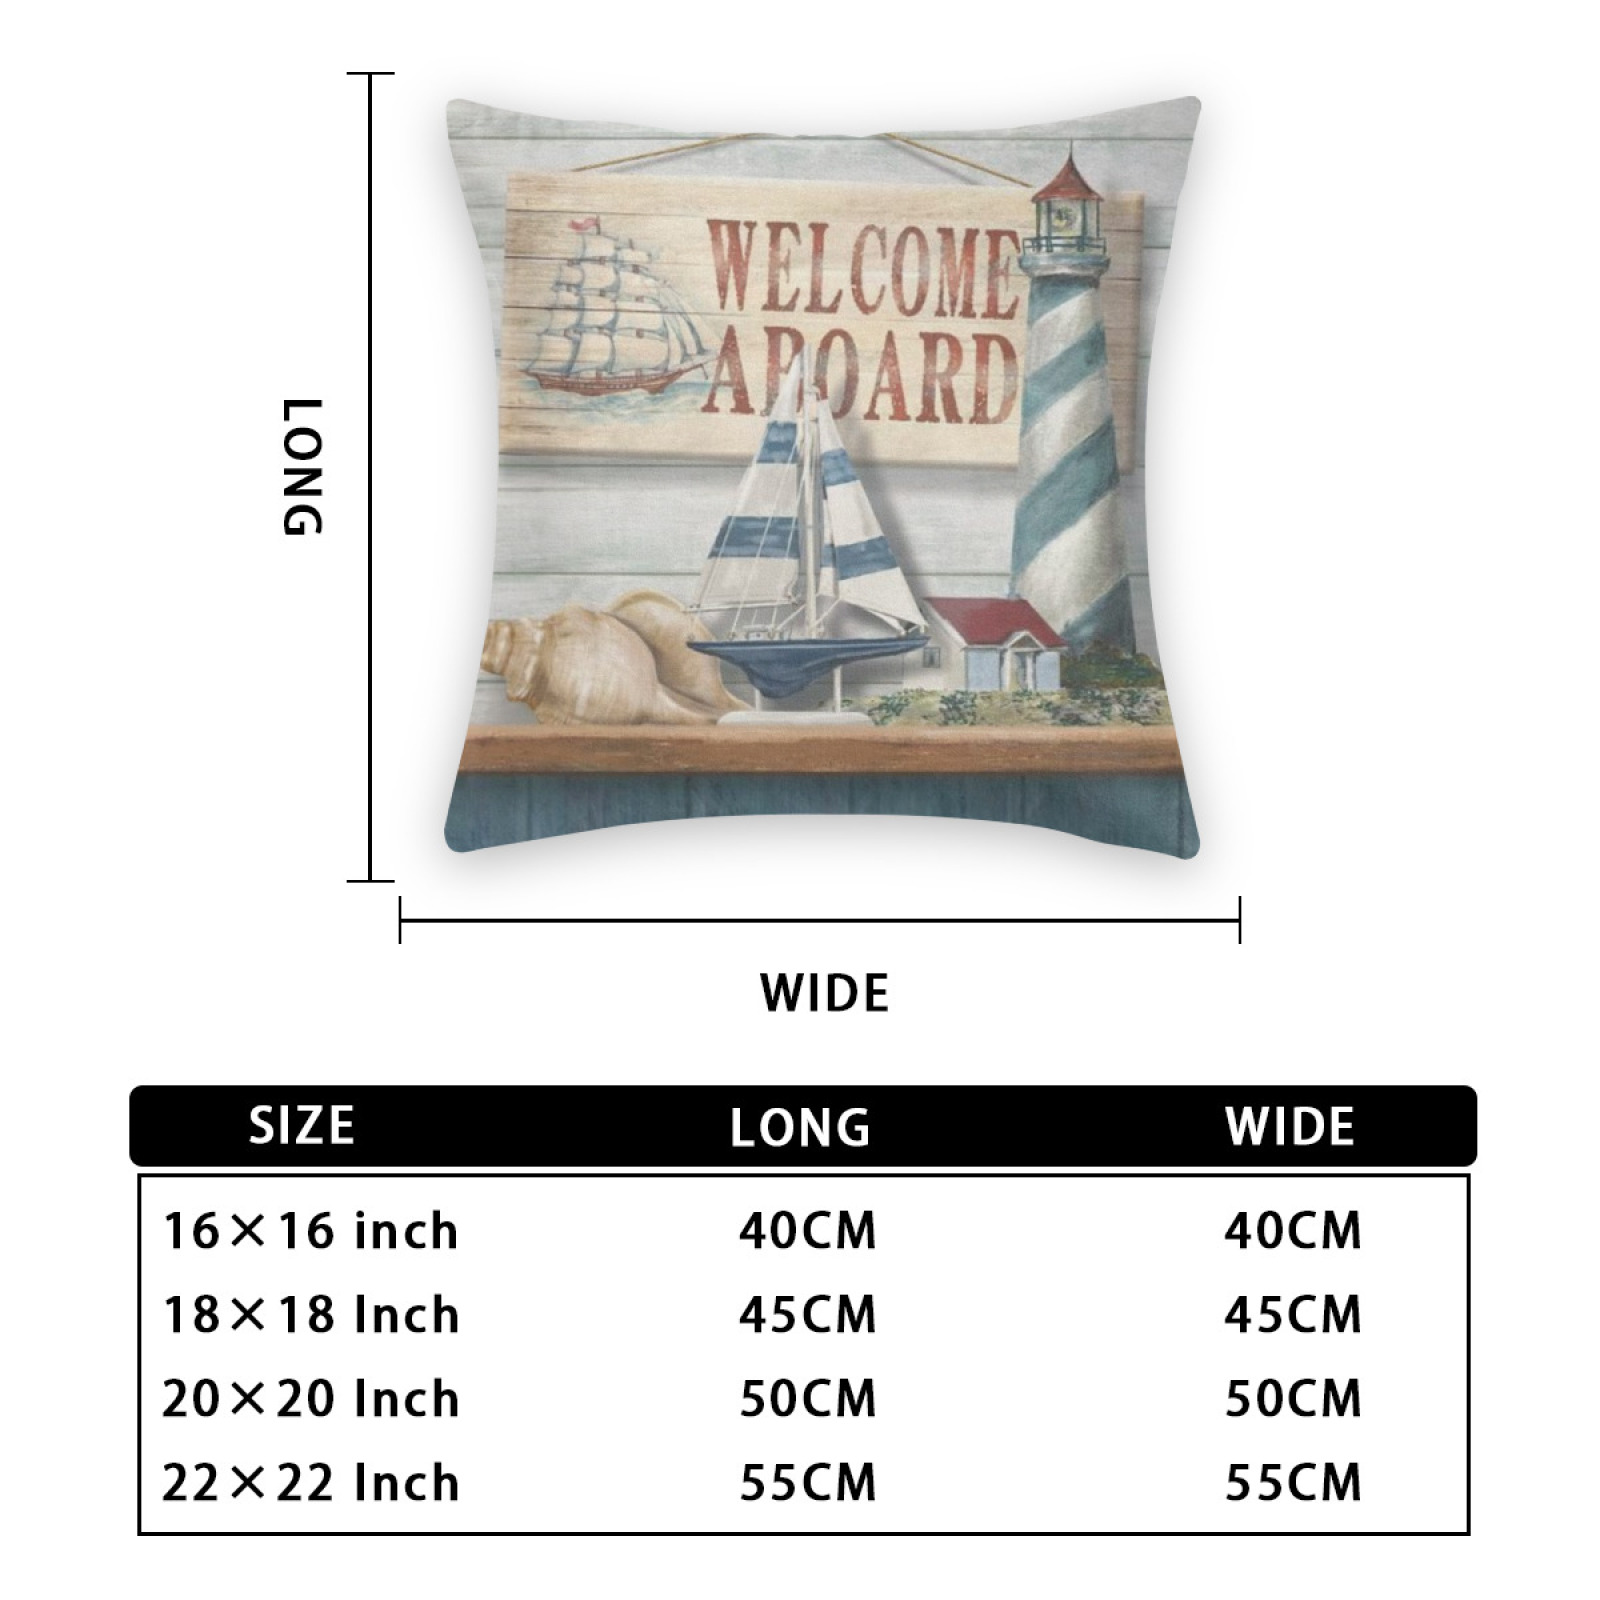 WELCOME
ABOARD
LONG
WIDE
SIZE LONG WIDE
16×16 inch 40CM 40CM
18×18 Inch 45CM 45CM
20×20 Inch 50CM 50CM
22×22 Inch 55CM 55CM